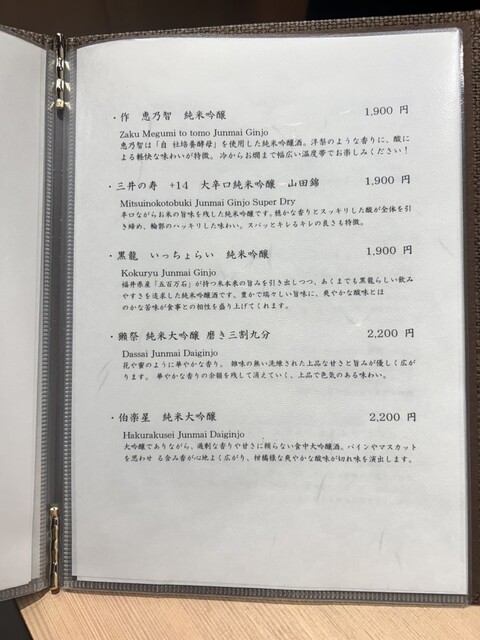 ・作　恵乃智　純米吟醸　1,900 円
Zaku Megumi to tomo Junmai Ginjo
恵乃智は「自 社培養酵母」を使用した純米吟醸酒。洋梨のような香りに、酸に
よる軽快な味わいが特徴。 冷からお燗まで幅広い温度帯でお楽しみください！
・三井の寿　+14　大辛口純米吟醸　山田錦　1,900 円
Mitsuinokotobuki Junmai Ginjo Super Dry
辛口ながらお米の旨味を残した純米吟醸です。穏かな香りとスッキリした酸が全体を引
き締め、輪郭のハッキリした味わい。スパッとキレるキレの良さも特徴。
・黒龍　いっちょらい　純米吟醸　1,900 円
Kokuryu Junmai Ginjo
福井県産「五百万石」が持つ米本来の旨みを引き出しつつ、あくまでも黒龍らしい飲み
やすさを追求した純米吟醸酒です。豊かで瑞々しい旨味に、爽やかな酸味とほ
のかな苦味が食事との相性を盛り上げてくれます。
・獺祭 純米大吟醸 磨き三割九分　2,200 円
Dassai Junmai Daiginjo
花や蜜のように華やかな香り。 雑味の無い洗練された上品な甘さと旨みが優しく広が
ります。 華やかな香りの余韻を残して消えていく、上品で色気のある味わい。
・伯楽星　純米大吟醸　2,200 円
Hakurakusei Junmai Daiginjo
大吟醸でありながら、過剰な香りや甘さに頼らない食中大吟醸酒。パインやマスカット
を思わせ る含み香が心地よく広がり、柑橘様な爽やかな酸味が切れ味を演出します。